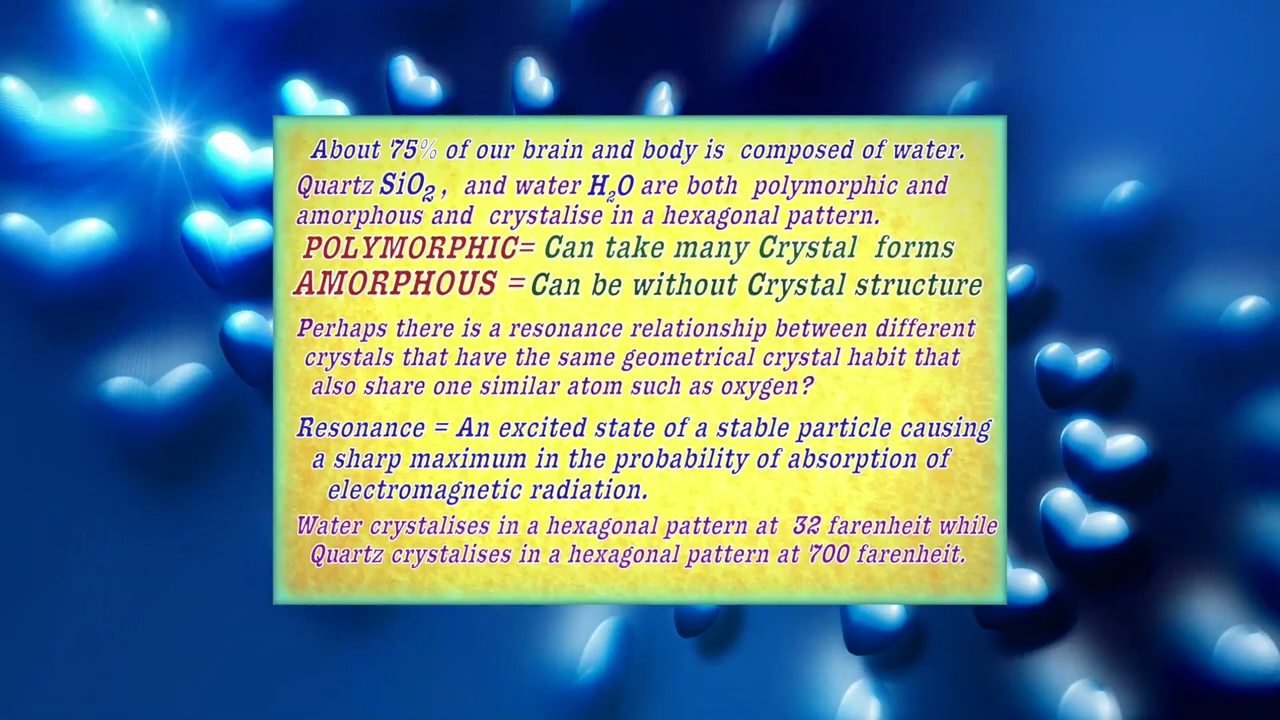 About 75% of our brain and body is composed of water.
Quartz SiO₂, and water H₂O are both polymorphic and
amorphous and crystalise in a hexagonal pattern.
POLYMORPHIC= Can take many Crystal forms
AMORPHOUS = Can be without Crystal structure
Perhaps there is a resonance relationship between different
crystals that have the same geometrical crystal habit that
also share one similar atom such as oxygen?
Resonance = An excited state of a stable particle causing
a sharp maximum in the probability of absorption of
electromagnetic radiation.
Water crystalises in a hexagonal pattern at 32 farenheit while
Quartz crystalises in a hexagonal pattern at 700 farenheit.